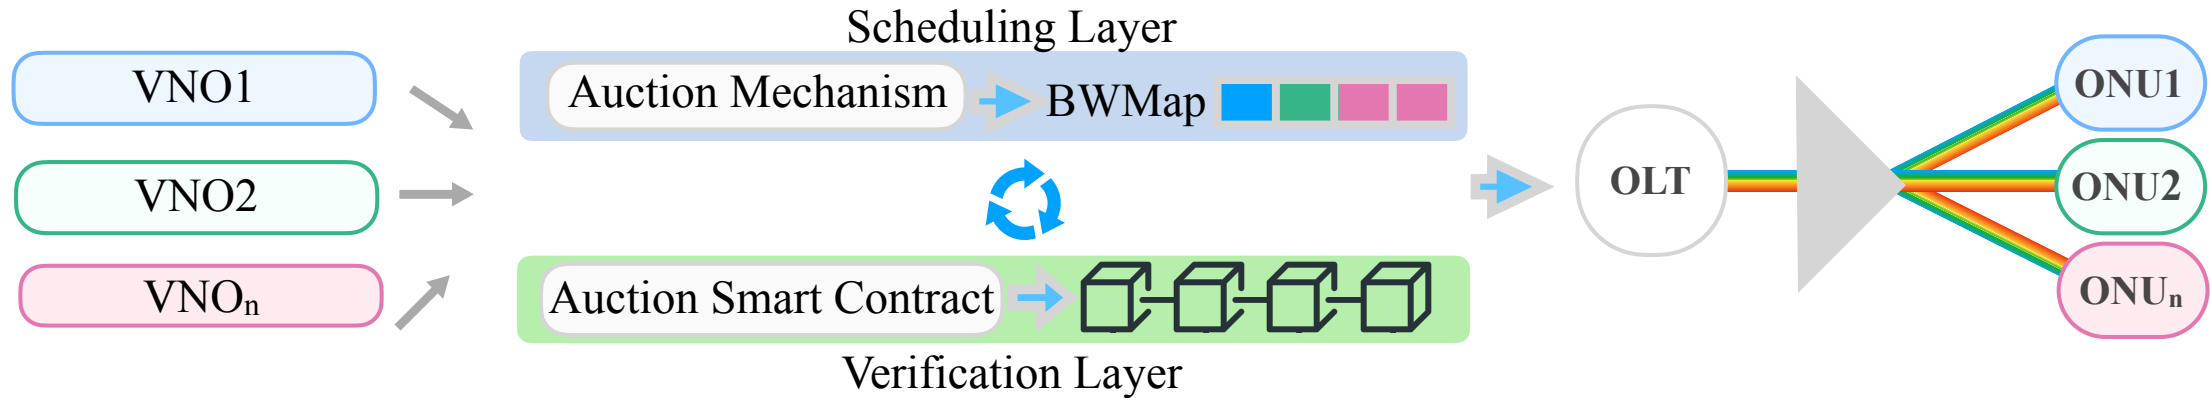 VNO1
VNO2
VNOn
Scheduling Layer
Auction Mechanism
BWMap
Auction Smart Contract
Verification Layer
OLT
ONU1
ONU2
ONUn